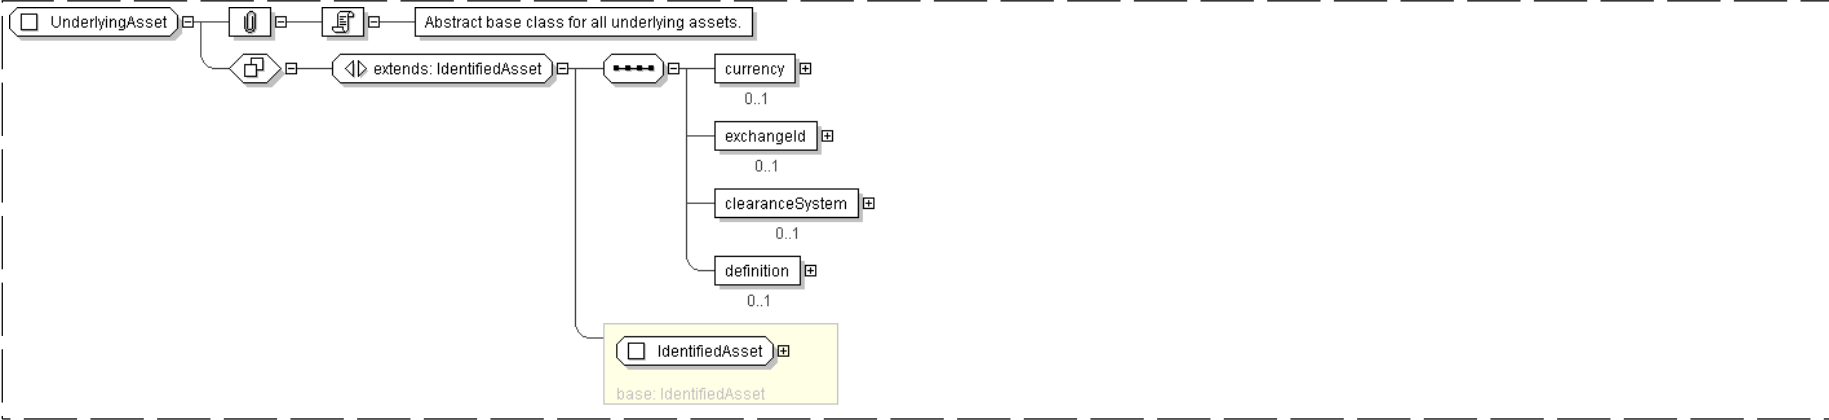 UnderlyingAsset
Abstract base class for all underlying assets.
extends: IdentifiedAsset
currency
0..1
exchangeId
0..1
clearanceSystem
0..1
definition
0..1
IdentifiedAsset
base: IdentifiedAsset